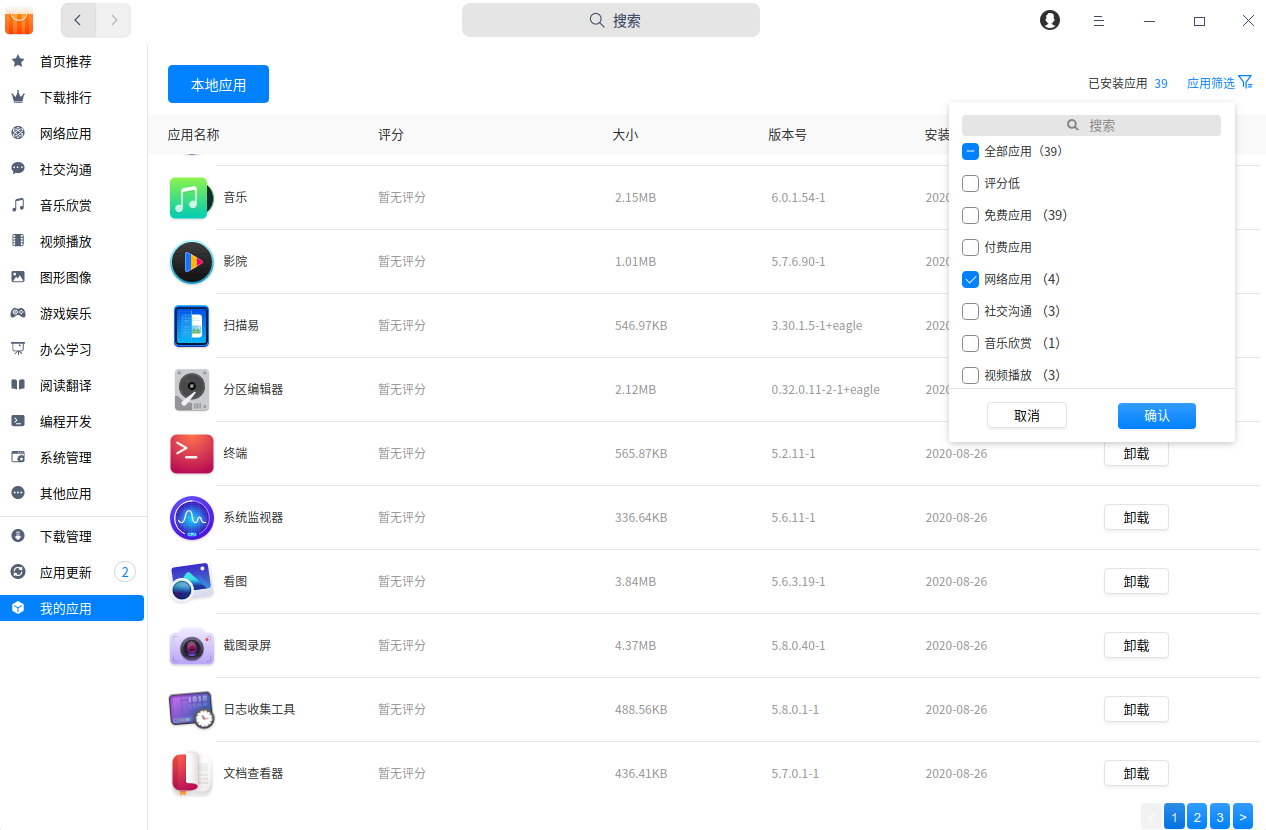 搜索
首页推荐
下载排行
网络应用
社交沟通
音乐欣赏
视频播放
图形图像
游戏娱乐
办公学习
阅读翻译
编程开发
系统管理
其他应用
下载管理
应用更新 2
我的应用
本地应用
已安装应用 39 应用筛选
应用名称 评分 大小 版本号 安装
音乐 暂无评分 2.15MB 6.0.1.54-1 2020
影院 暂无评分 1.01MB 5.7.6.90-1 2020
扫描易 暂无评分 546.97KB 3.30.1.5-1+eagle 2020
分区编辑器 暂无评分 2.12MB 0.32.0.11-2-1+eagle 2020
终端 暂无评分 565.87KB 5.2.11-1 2020-08-26 卸载
系统监视器 暂无评分 336.64KB 5.6.11-1 2020-08-26 卸载
看图 暂无评分 3.84MB 5.6.3.19-1 2020-08-26 卸载
截图录屏 暂无评分 4.37MB 5.8.0.40-1 2020-08-26 卸载
日志收集工具 暂无评分 488.56KB 5.8.0.1-1 2020-08-26 卸载
文档查看器 暂无评分 436.41KB 5.7.0.1-1 2020-08-26 卸载
搜索
全部应用（39）
评分低
免费应用 （39）
付费应用
网络应用 （4）
社交沟通 （3）
音乐欣赏 （1）
视频播放 （3）
取消 确认
< 1 2 3 >